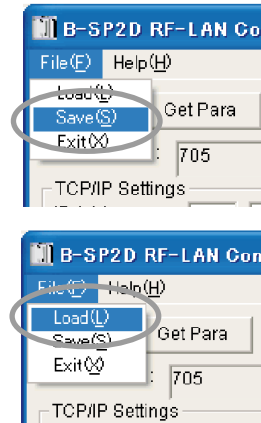 B-SP2D RF-LAN Co
File(F) Help(H)
Load(L)
Save(S)
Get Para
Exit(X)
: 705
TCP/IP Settings
B-SP2D RF-LAN Con
File(F) Help(H)
Load(L)
Save(S)
Get Para
Exit(X)
: 705
TCP/IP Settings